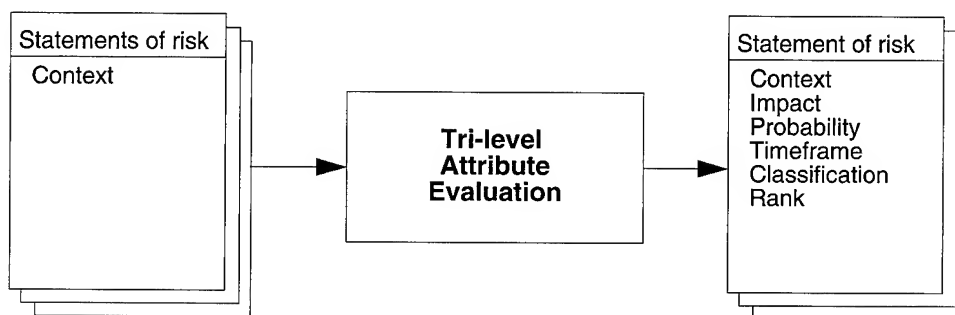 Statements of risk
Context
Tri-level
Attribute
Evaluation
Statement of risk
Context
Impact
Probability
Timeframe
Classification
Rank